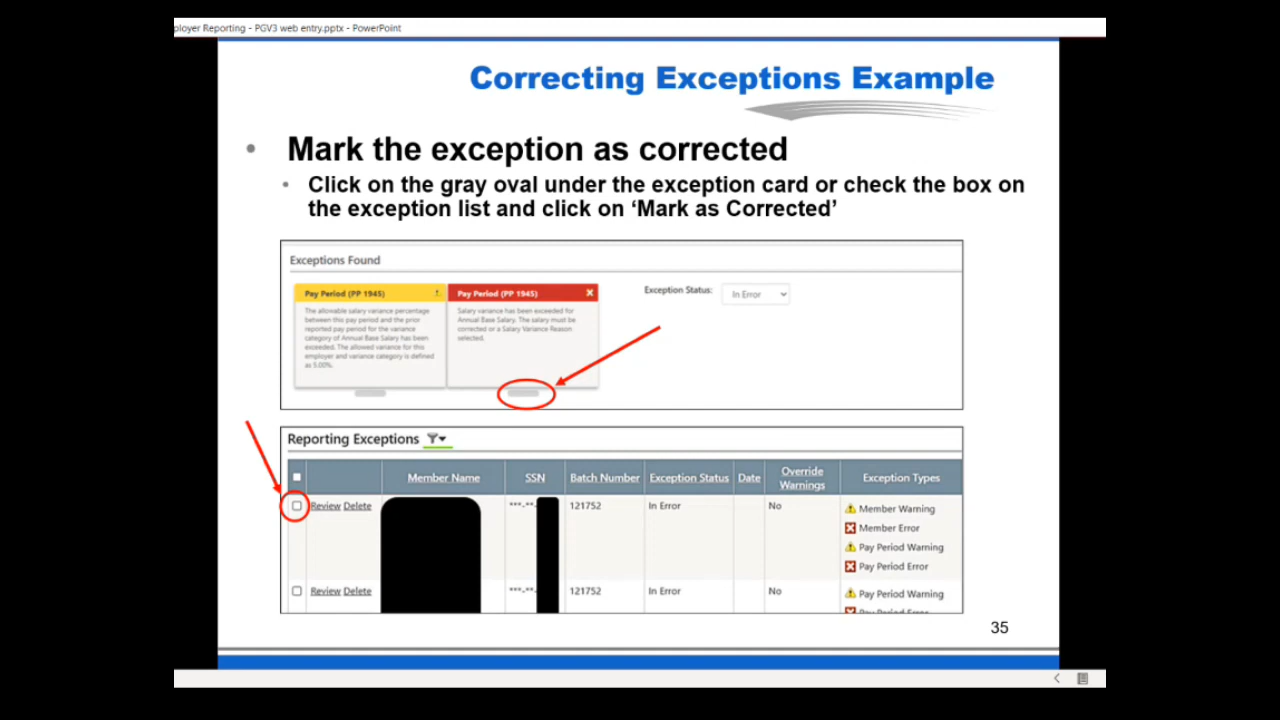 ployer Reporting - PGV3 web entry.pptx - PowerPoint
Correcting Exceptions Example
• Mark the exception as corrected
• Click on the gray oval under the exception card or check the box on
the exception list and click on ‘Mark as Corrected’
Exceptions Found
Pay Period (PP 1945)
The allowable salary variance percentage
between this pay period and the prior
reported pay period for the variance
category of Annual Base Salary has been
exceeded. The allowed variance for this
employer and variance category is defined
as 5.00%.
Pay Period (PP 1945)
Salary variance has been exceeded for
Annual Base Salary. The salary must be
corrected or a Salary Variance Reason
selected.
Exception Status: In Error
Reporting Exceptions
Member Name SSN Batch Number Exception Status Date Override Warnings Exception Types
Review Delete ***-**- 121752 In Error No Member Warning
Member Error
Pay Period Warning
Pay Period Error
Review Delete ***-**- 121752 In Error No Pay Period Warning
Pay Period Error
35